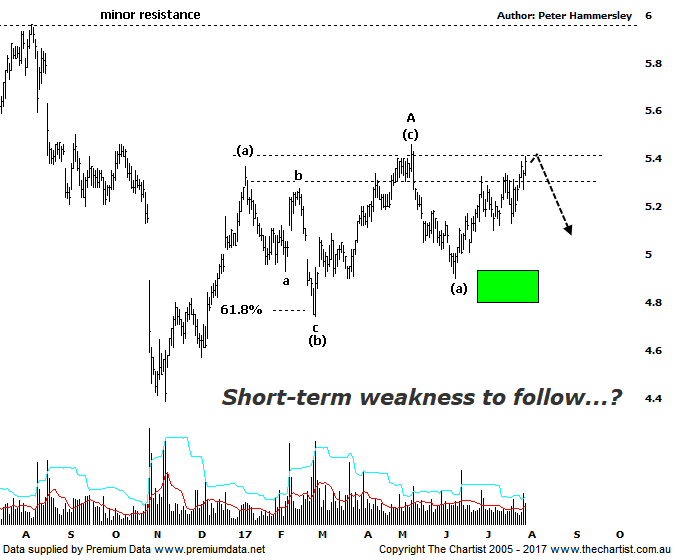 minor resistance
Author: Peter Hammersley
6
5.8
5.6
A
(c)
(a)
5.4
b
5.2
5
a
(a)
61.8%
4.8
c
(b)
4.6
Short-term weakness to follow...?
4.4
A S O N D 17 F M A M J J A S O
Data supplied by Premium Data www.premiumdata.net
Copyright The Chartist 2005 - 2017 www.thechartist.com.au